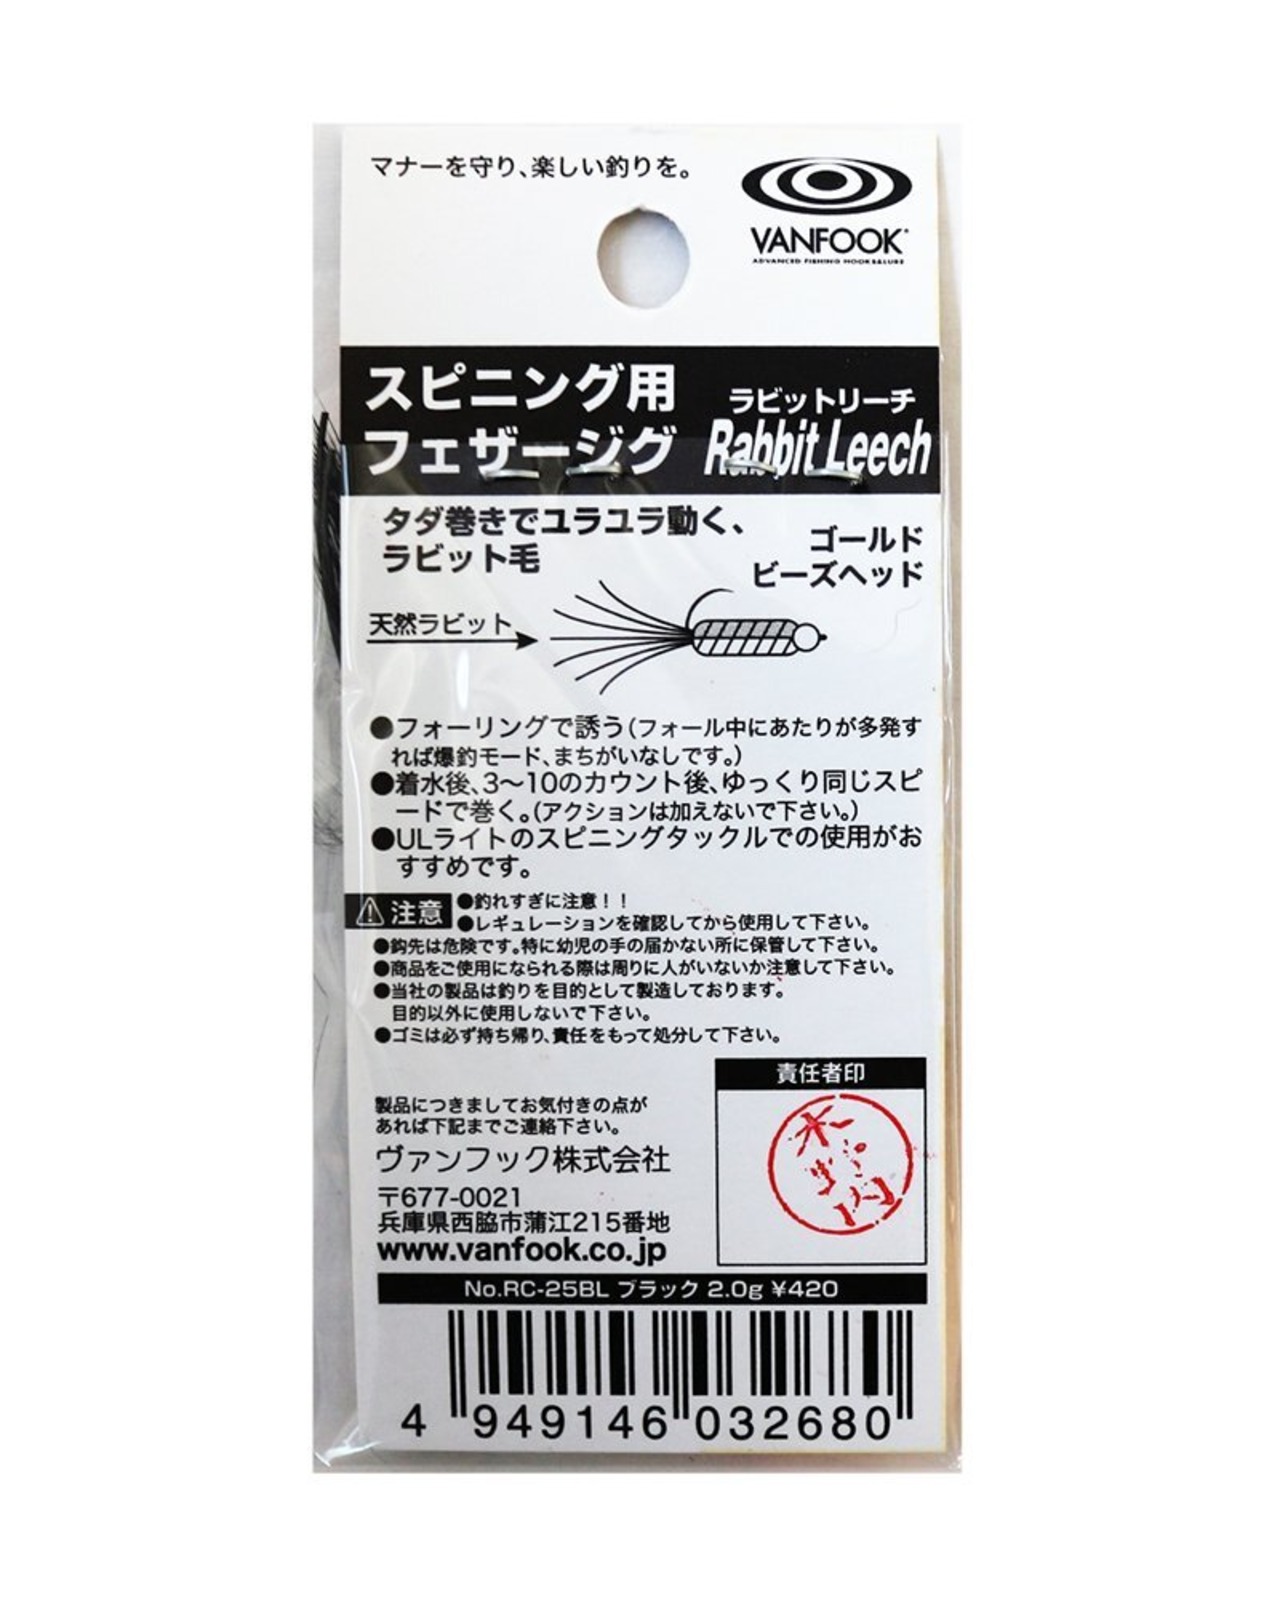 マナーを守り、楽しい釣りを。
VANFOOK
ADVANCED FISHING HOOK&LURE
スピニング用
フェザージグ
ラビットリーチ
Rabbit Leech
タダ巻きでユラユラ動く、
ラビット毛
ゴールド
ビーズヘッド
天然ラビット
●フォーリングで誘う(フォール中にあたりが多発す
れば爆釣モード、まちがいなしです。)
●着水後、3〜10のカウント後、ゆっくり同じスピ
ードで巻く。(アクションは加えないで下さい。)
●ULライトのスピニングタックルでの使用がお
すすめです。
注意
●釣れすぎに注意!!
●レギュレーションを確認してから使用して下さい。
●鈎先は危険です。特に幼児の手の届かない所に保管して下さい。
●商品をご使用になられる際は周りに人がいないか注意して下さい。
●当社の製品は釣りを目的として製造しております。
目的以外に使用しないで下さい。
●ゴミは必ず持ち帰り、責任をもって処分して下さい。
責任者印
製品につきましてお気付きの点が
あれば下記までご連絡下さい。
ヴァンフック株式会社
〒677-0021
兵庫県西脇市蒲江215番地
www.vanfook.co.jp
No.RC-25BL ブラック 2.0g ¥420
4 949146 032680